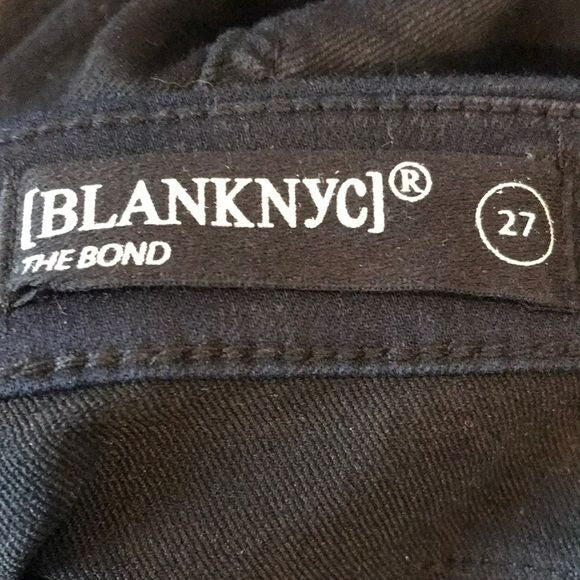 [BLANKNYC]®
THE BOND
27